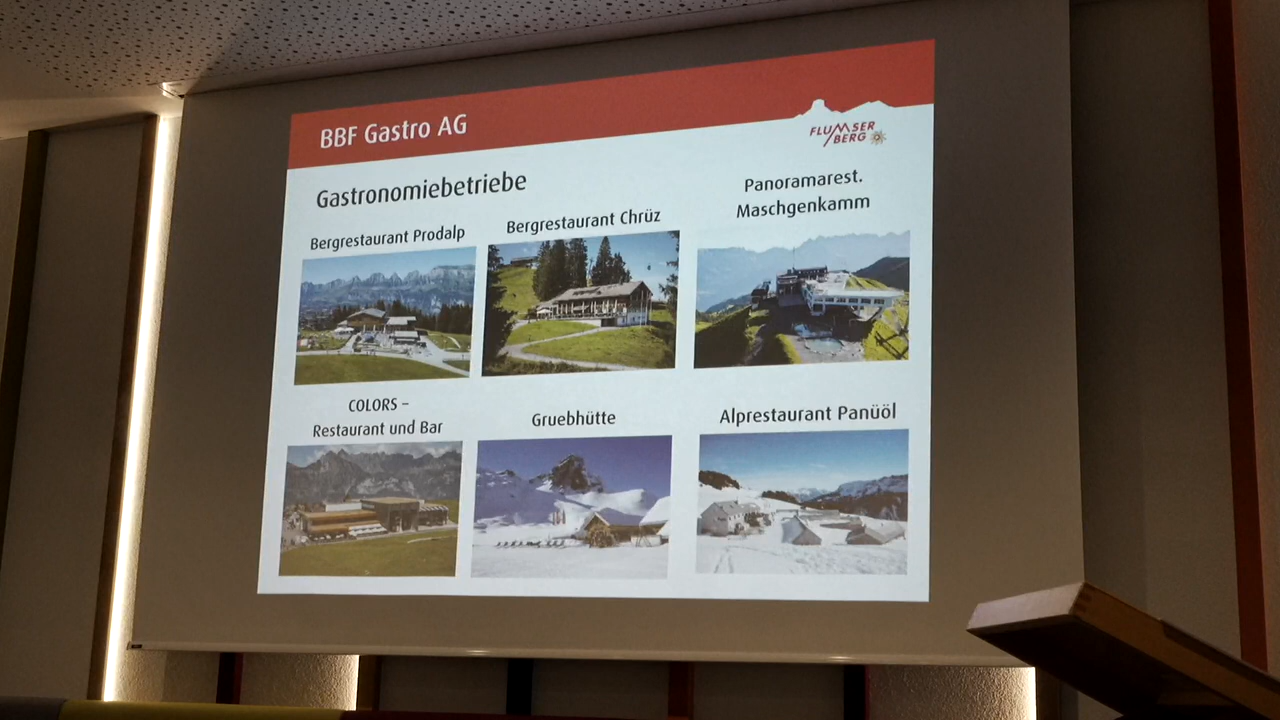 BBF Gastro AG
FLUMSER
BERG
Gastronomiebetriebe
Bergrestaurant Prodalp
Bergrestaurant Chrüz
Panoramarest.
Maschgenkamm
COLORS –
Restaurant und Bar
Gruebhütte
Alprestaurant Panüöl